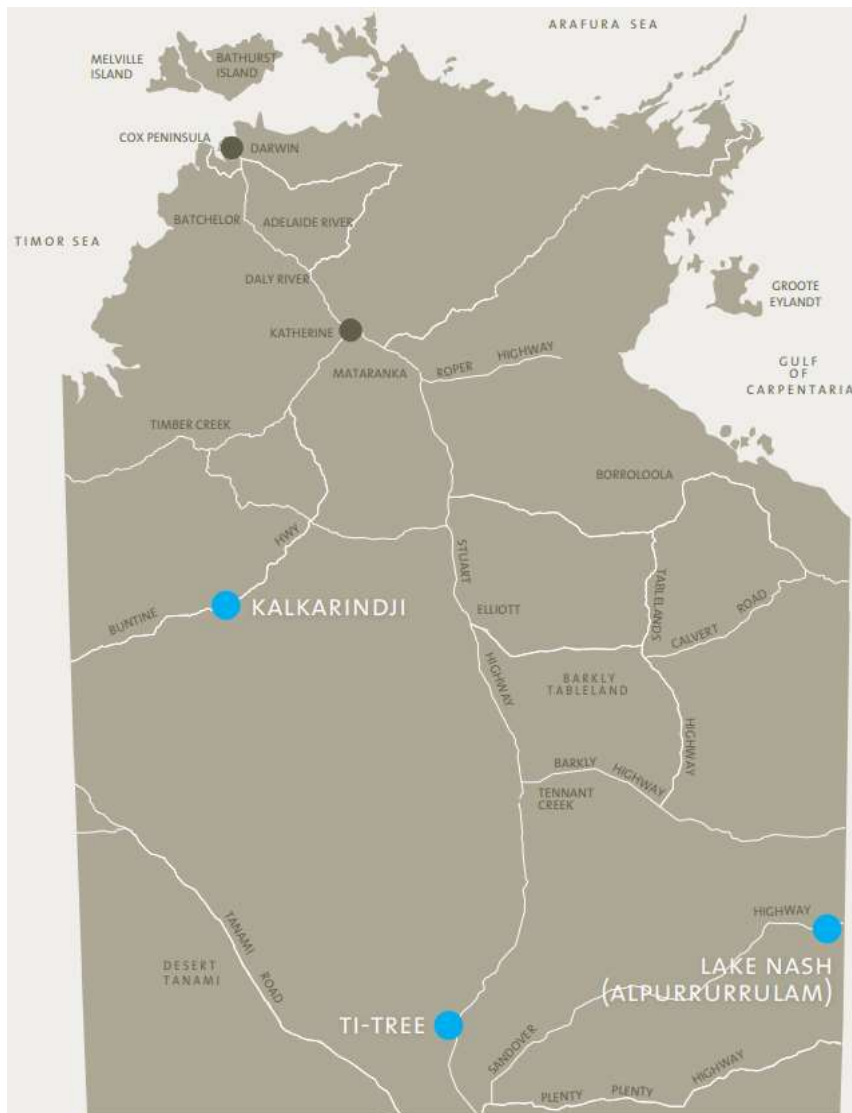 ARAFURA SEA
MELVILLE
ISLAND
BATHURST
ISLAND
COX PENINSULA
DARWIN
BATCHELOR
ADELAIDE RIVER
TIMOR SEA
DALY RIVER
GROOTE
EYLANDT
KATHERINE
MATARANKA
ROPER HIGHWAY
GULF
OF
CARPENTARIA
TIMBER CREEK
BORROLOOLA
HWY
STUART
TABLELANDS
KALKARINDJI
BUNTINE
ELLIOTT
CALVERT ROAD
HIGHWAY
BARKLY
TABLELAND
HIGHWAY
BARKLY HIGHWAY
TENNANT
CREEK
TANAMI
ROAD
DESERT
TANAMI
HIGHWAY
LAKE NASH
(ALPURRURRULAM)
TI-TREE
SANDOVER
PLENTY PLENTY HIGHWAY